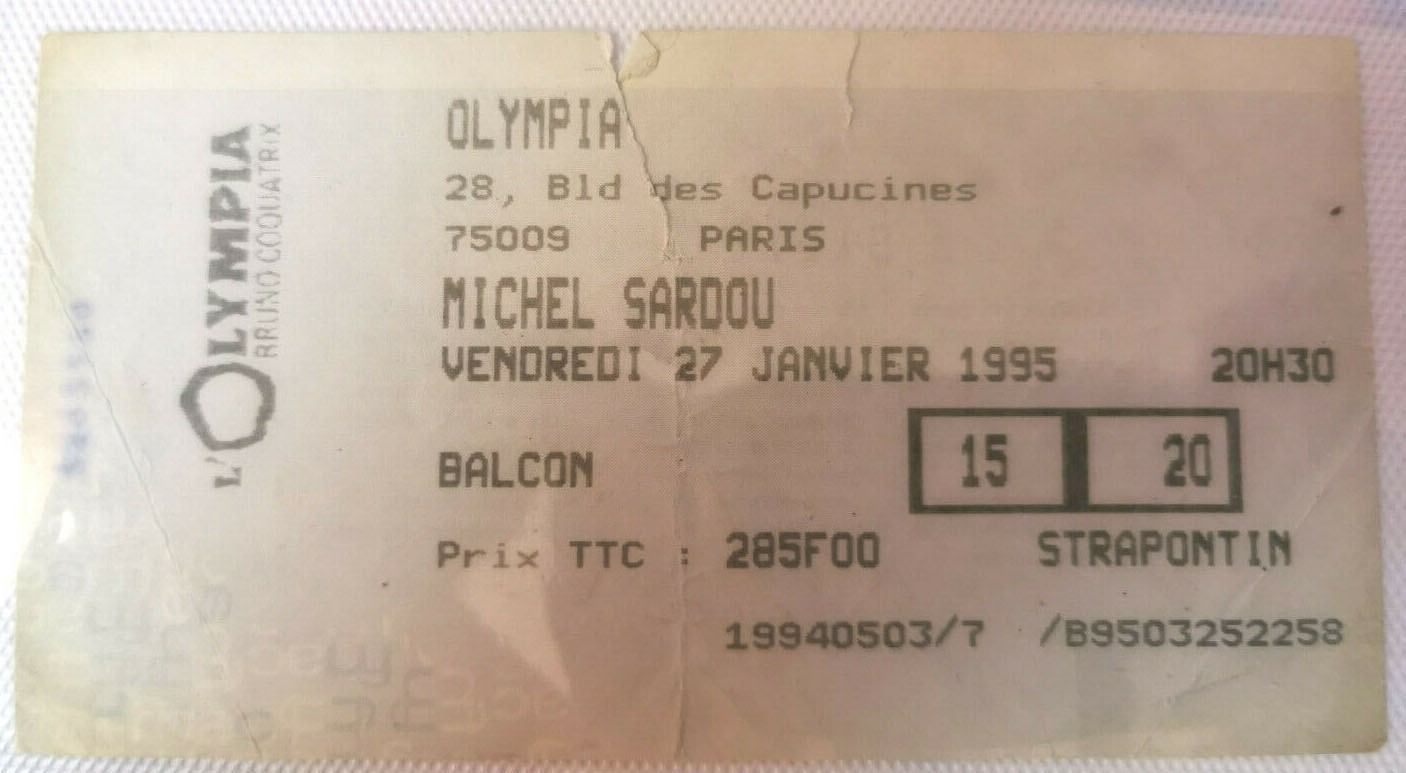 L'OLYMPIA
BRUNO COQUATRIX
OLYMPIA
28, Bld des Capucines
75009 PARIS
MICHEL SARDOU
VENDREDI 27 JANVIER 1995 20H30
BALCON 15 20
Prix TTC : 285F00 STRAPONTIN
19940503/7 /B9503252258